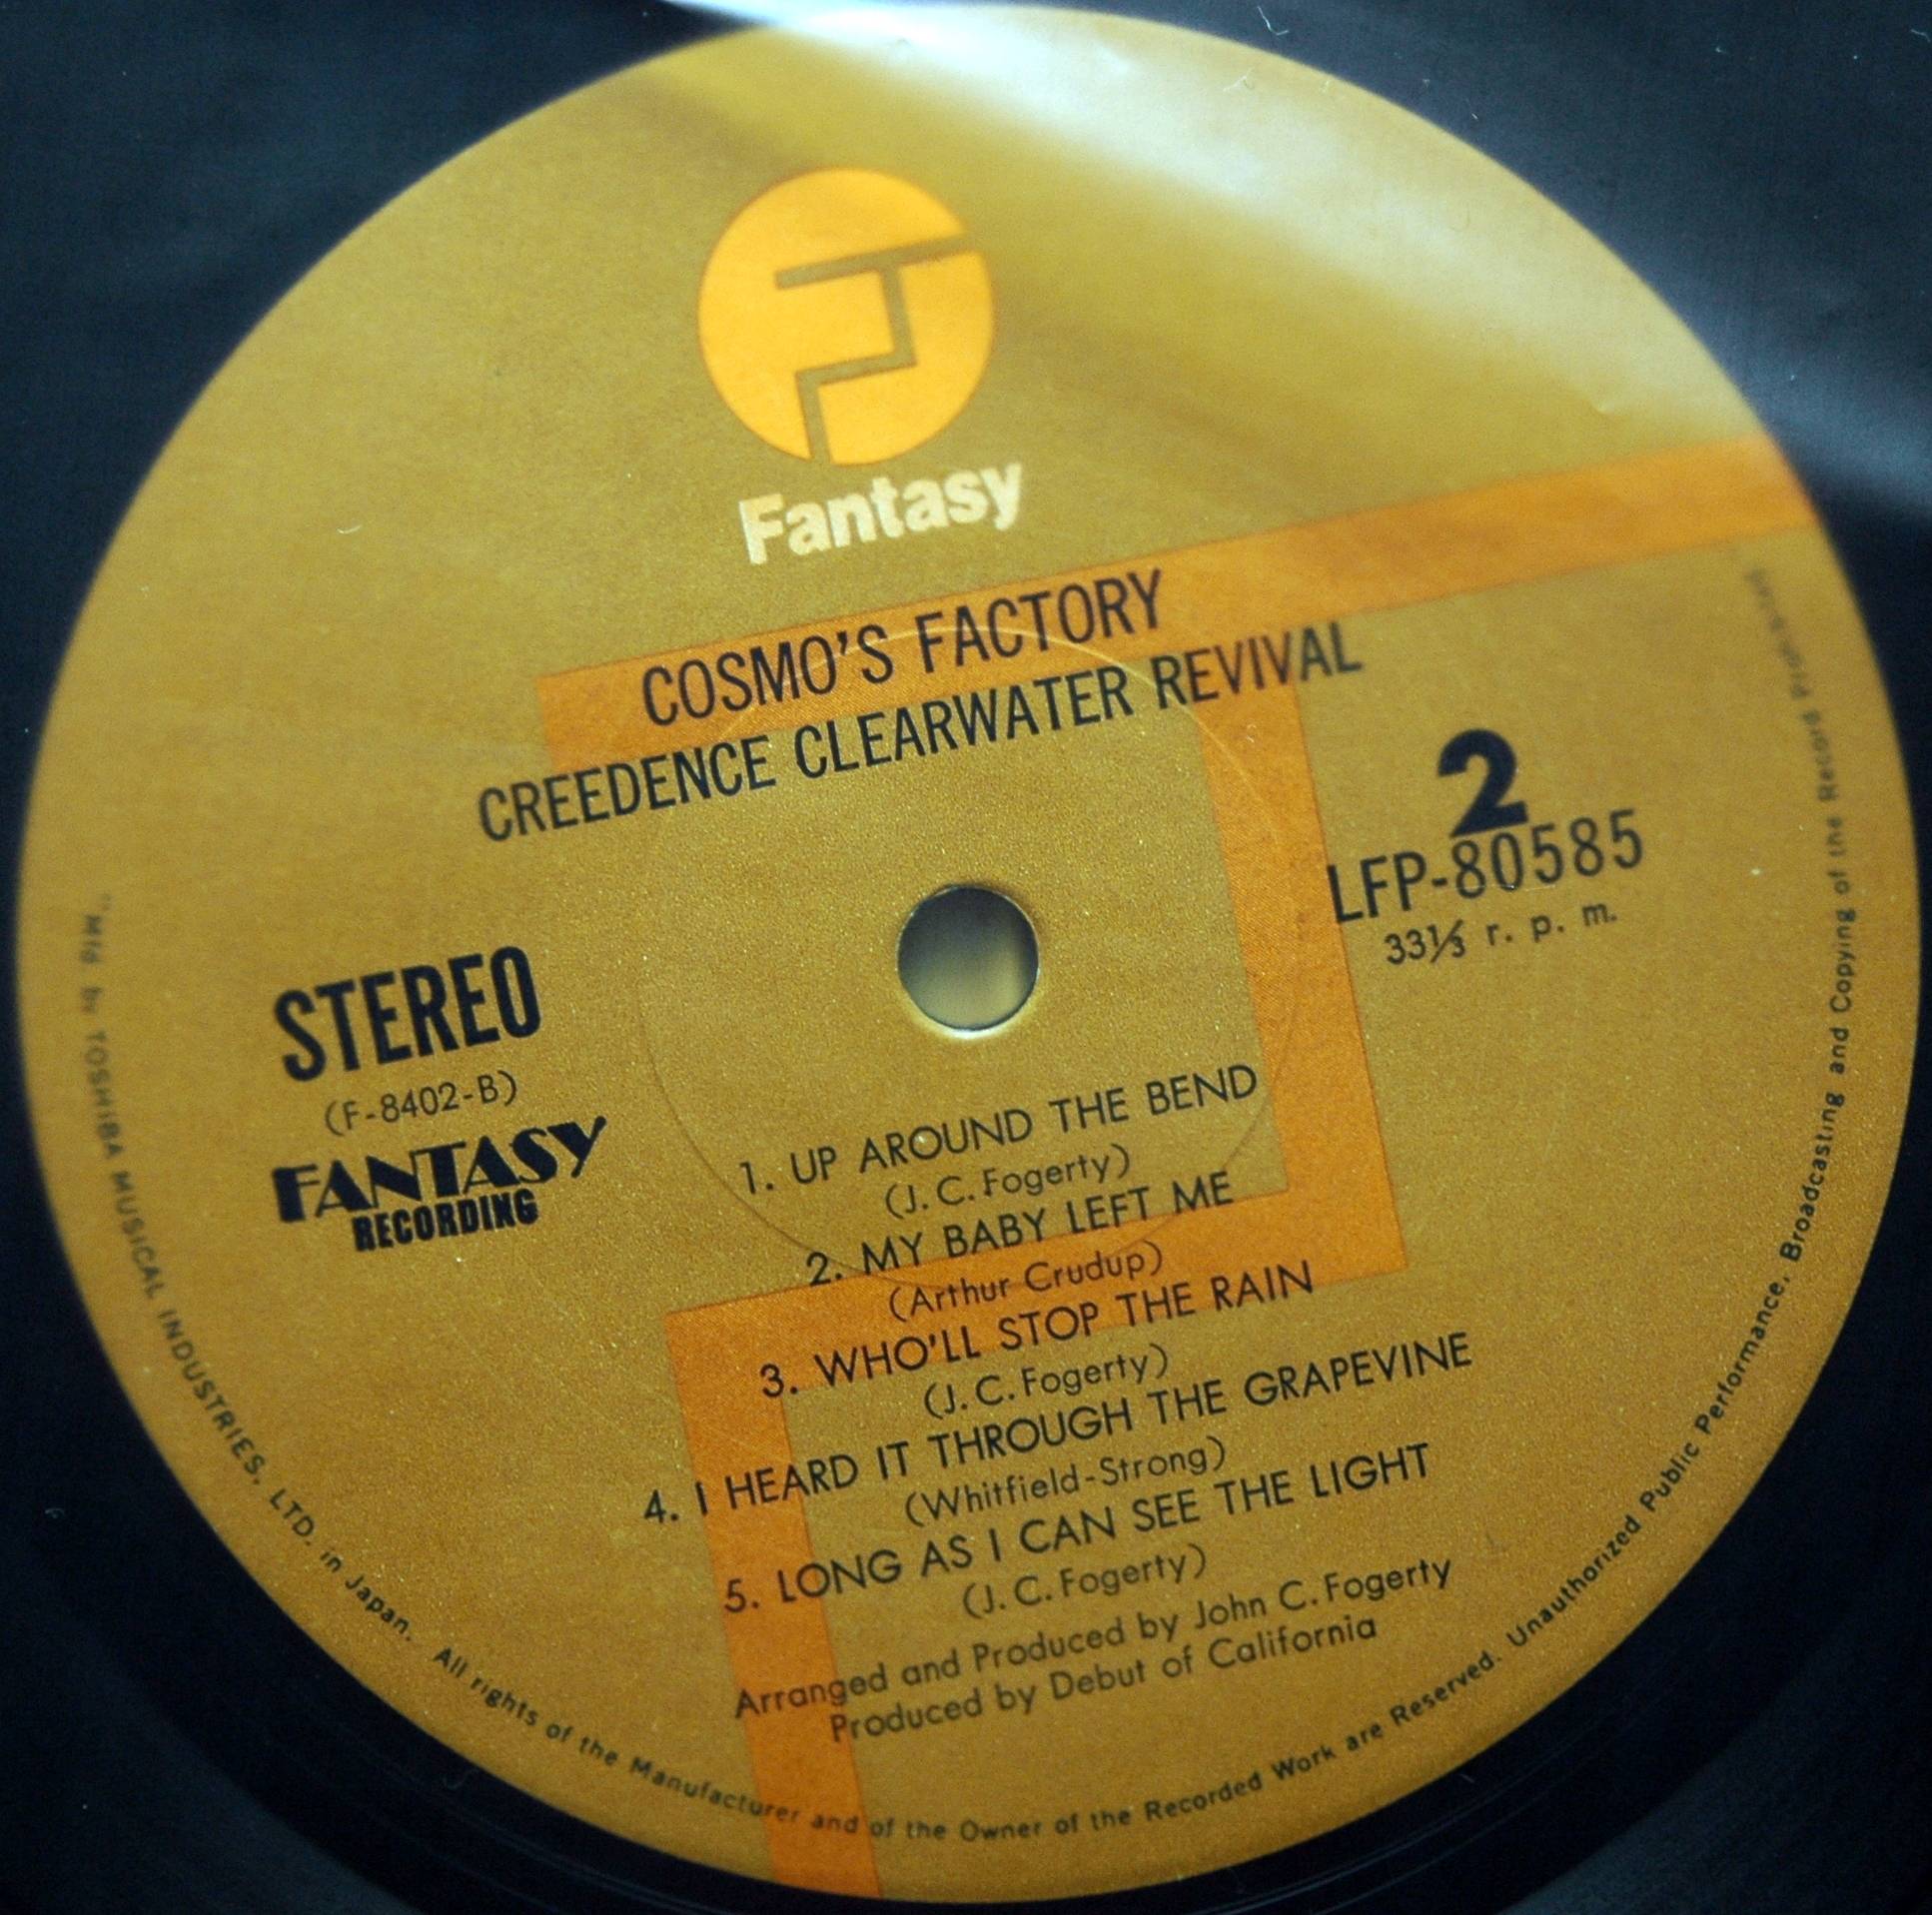 Fantasy
COSMO'S FACTORY
CREEDENCE CLEARWATER REVIVAL
2
LFP-80585
33⅓ r. p. m.
STEREO
(F-8402-B)
FANTASY
RECORDING
1. UP AROUND THE BEND
(J. C. Fogerty)
2. MY BABY LEFT ME
(Arthur Crudup)
3. WHO'LL STOP THE RAIN
(J. C. Fogerty)
4. I HEARD IT THROUGH THE GRAPEVINE
(Whitfield-Strong)
5. LONG AS I CAN SEE THE LIGHT
(J. C. Fogerty)
Arranged and Produced by John C. Fogerty
Produced by Debut of California
"Mfd. by TOSHIBA MUSICAL INDUSTRIES, LTD. in Japan. All rights of the Manufacturer and of the Owner of the Recorded Work are Reserved. Unauthorized Public Performance, Broadcasting and Copying of the Record Prohibited